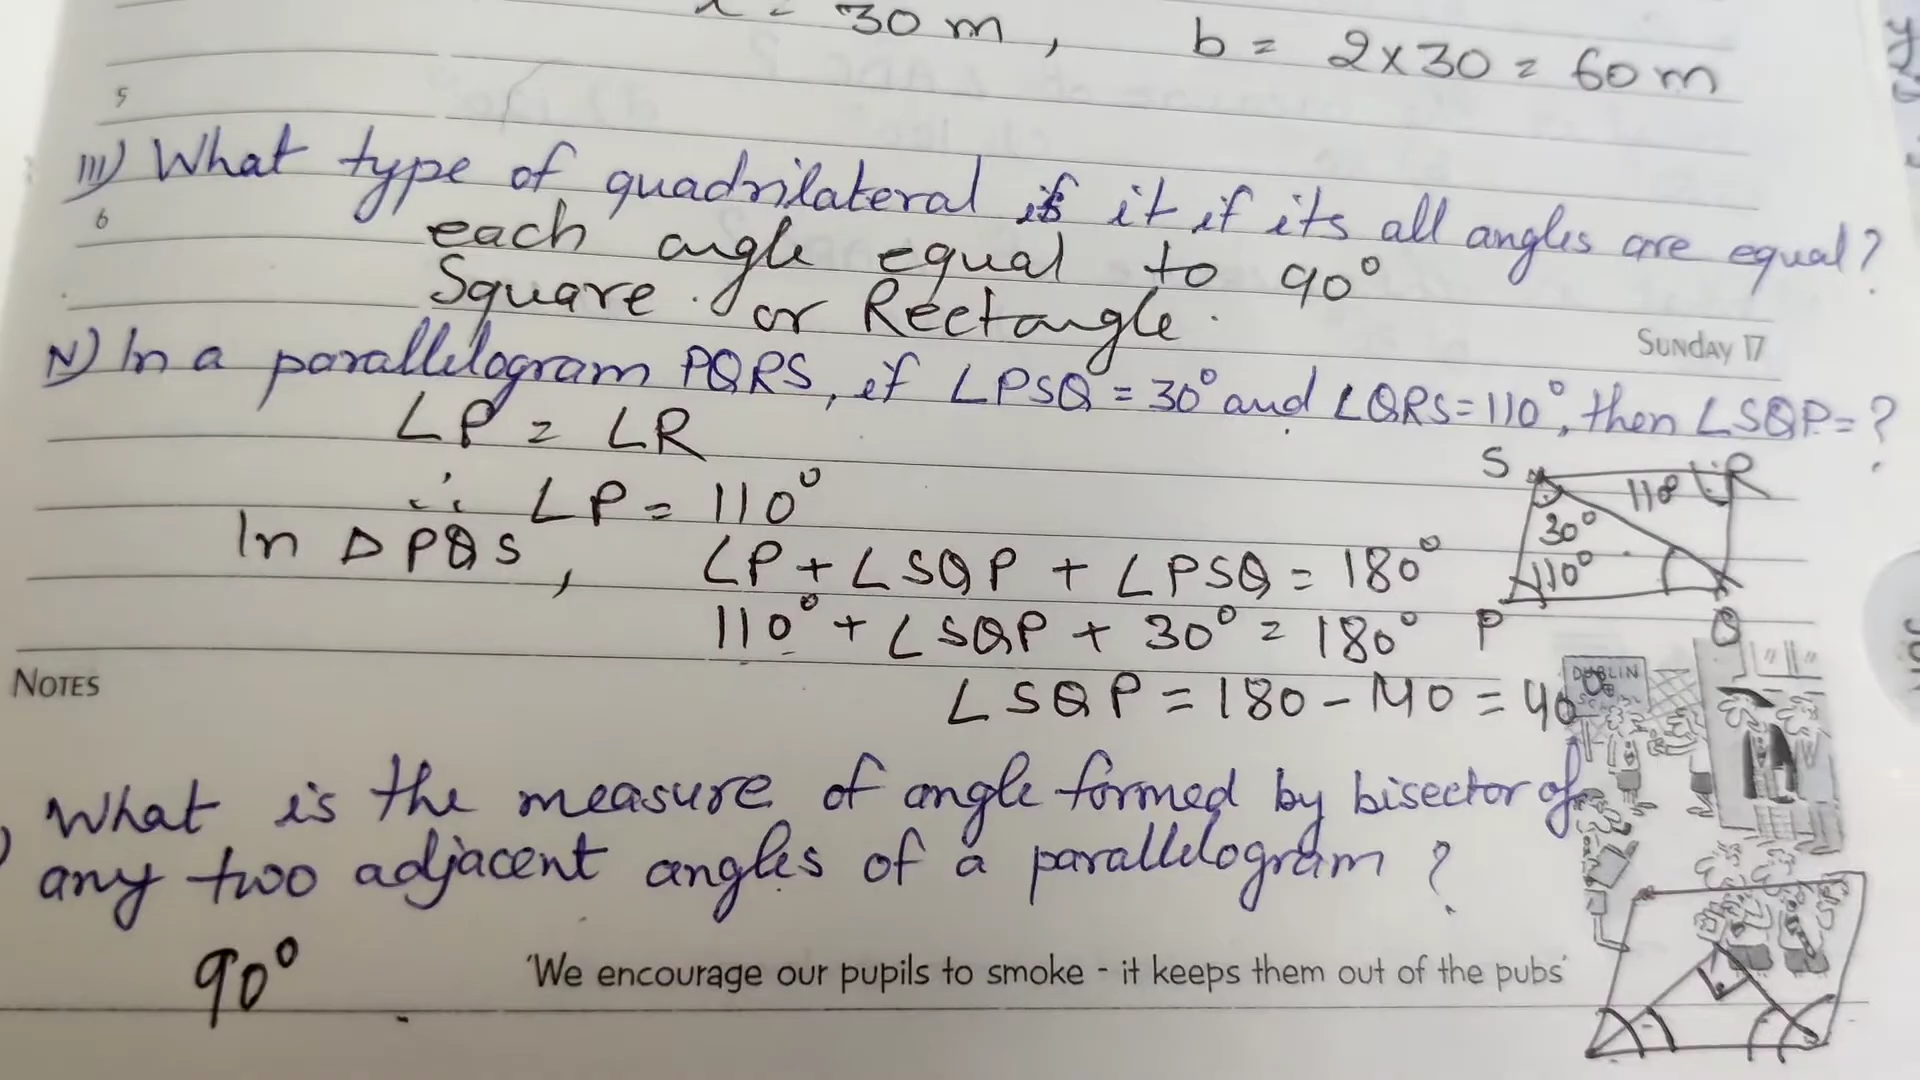 30 m, b = 2×30 = 60 m
5
III) What type of quadrilateral is it if its all angles are equal?
6
each angle equal to 90°
Square or Rectangle.
Sunday 17
IV) In a parallelogram PQRS, if ∠PSQ = 30° and ∠QRS = 110°, then ∠SQP = ?
∠P = ∠R
∴ ∠P = 110°
In Δ PQS, ∠P + ∠SQP + ∠PSQ = 180°
110° + ∠SQP + 30° = 180°
∠SQP = 180 - 140 = 40°
S R
110°
30°
110°
P Q
Notes
DUBLIN
What is the measure of angle formed by bisector of
any two adjacent angles of a parallelogram?
90°
'We encourage our pupils to smoke - it keeps them out of the pubs'